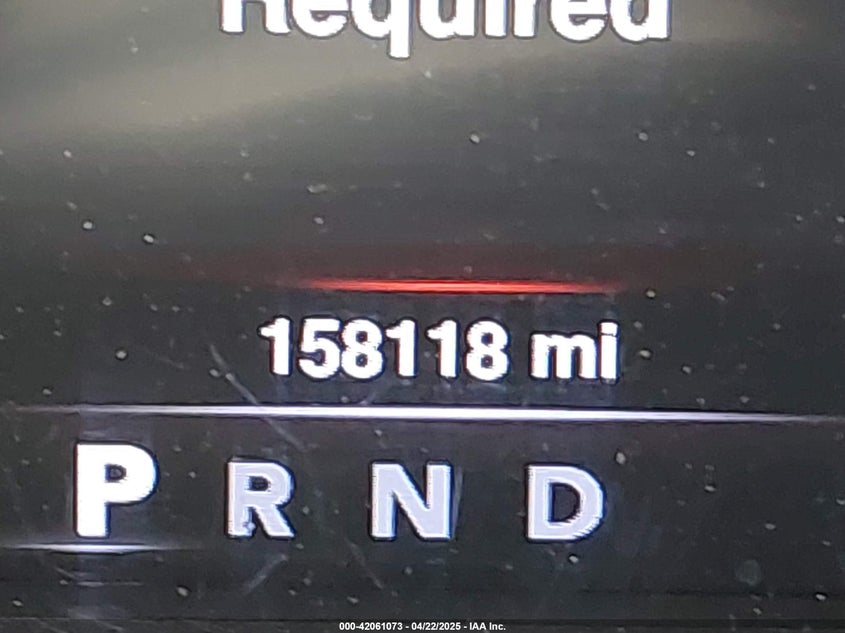 Required
158118 mi
P R N D
000-42061073 - 04/22/2025 - IAA Inc.